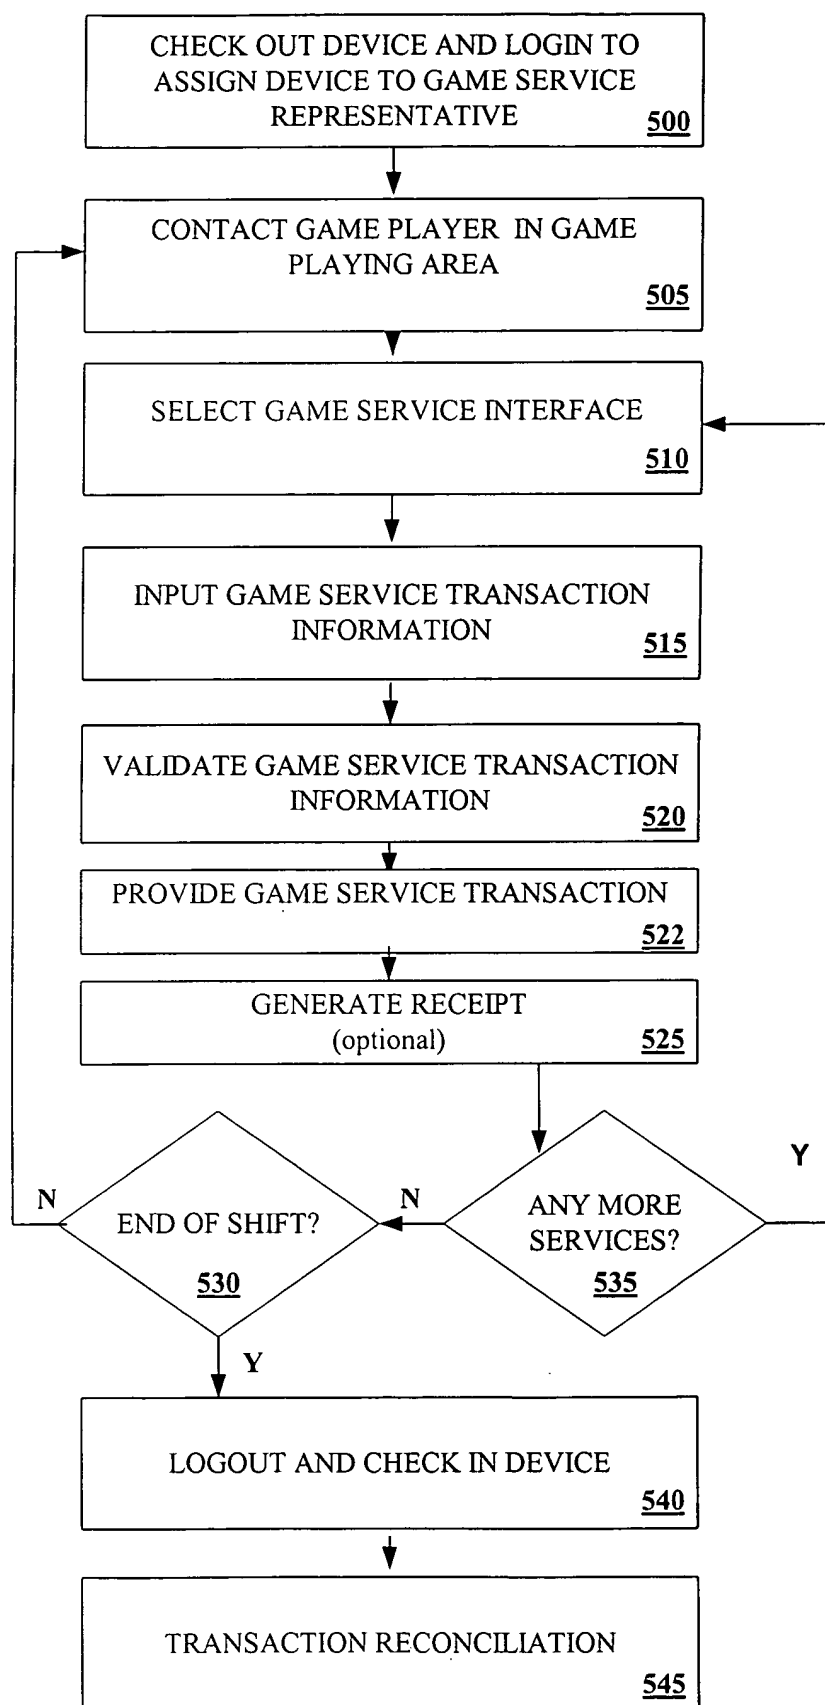 CHECK OUT DEVICE AND LOGIN TO
ASSIGN DEVICE TO GAME SERVICE
REPRESENTATIVE
500
CONTACT GAME PLAYER IN GAME
PLAYING AREA
505
SELECT GAME SERVICE INTERFACE
510
INPUT GAME SERVICE TRANSACTION
INFORMATION
515
VALIDATE GAME SERVICE TRANSACTION
INFORMATION
520
PROVIDE GAME SERVICE TRANSACTION
522
GENERATE RECEIPT
(optional)
525
Y
N
N
END OF SHIFT?
530
ANY MORE
SERVICES?
535
Y
LOGOUT AND CHECK IN DEVICE
540
TRANSACTION RECONCILIATION
545